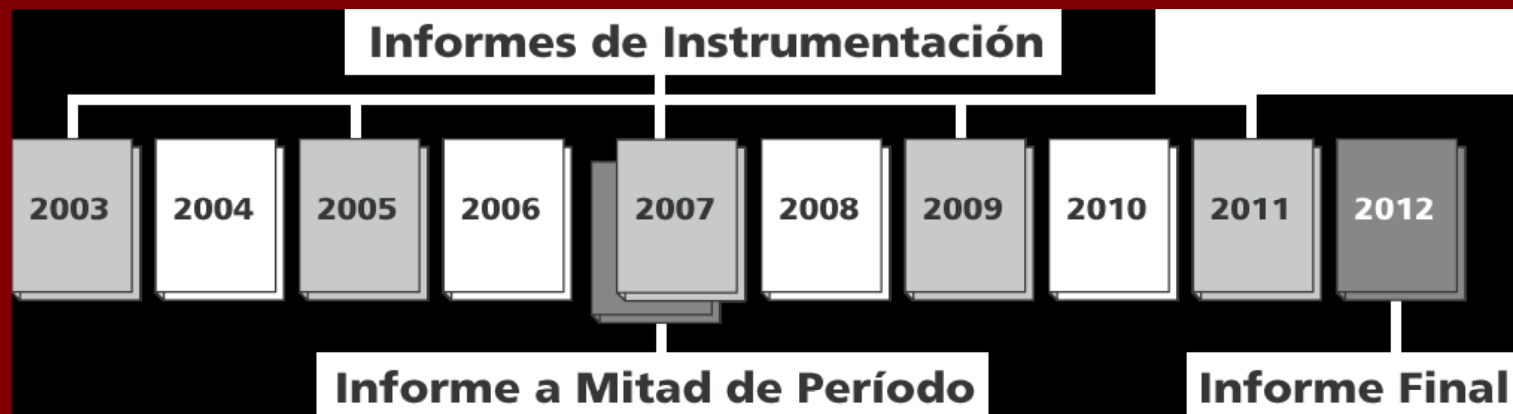 Informes de Instrumentación
2003 2004 2005 2006 2007 2008 2009 2010 2011 2012
Informe a Mitad de Período
Informe Final